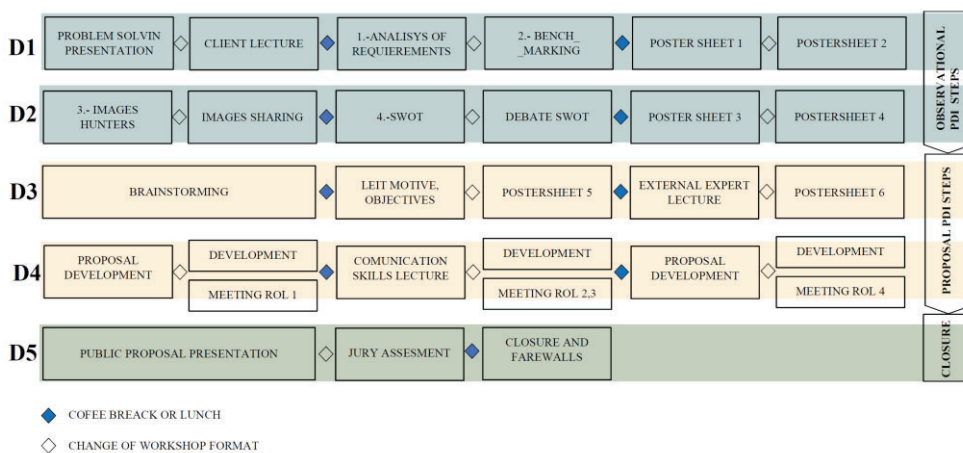 D1
PROBLEM SOLVIN
PRESENTATION
CLIENT LECTURE
1.-ANALISYS OF
REQUIEREMENTS
2.- BENCH_
_MARKING
POSTER SHEET 1
POSTERSHEET 2
D2
3.- IMAGES
HUNTERS
IMAGES SHARING
4.-SWOT
DEBATE SWOT
POSTER SHEET 3
POSTERSHEET 4
OBSERVATIONAL
PDI STEPS
D3
BRAINSTORMING
LEIT MOTIVE,
OBJECTIVES
POSTERSHEET 5
EXTERNAL EXPERT
LECTURE
POSTERSHEET 6
D4
PROPOSAL
DEVELOPMENT
DEVELOPMENT
MEETING ROL 1
COMUNICATION
SKILLS LECTURE
DEVELOPMENT
MEETING ROL 2,3
PROPOSAL
DEVELOPMENT
DEVELOPMENT
MEETING ROL 4
PROPOSAL PDI STEPS
D5
PUBLIC PROPOSAL PRESENTATION
JURY ASSESMENT
CLOSURE AND
FAREWALLS
CLOSURE
COFEE BREACK OR LUNCH
CHANGE OF WORKSHOP FORMAT